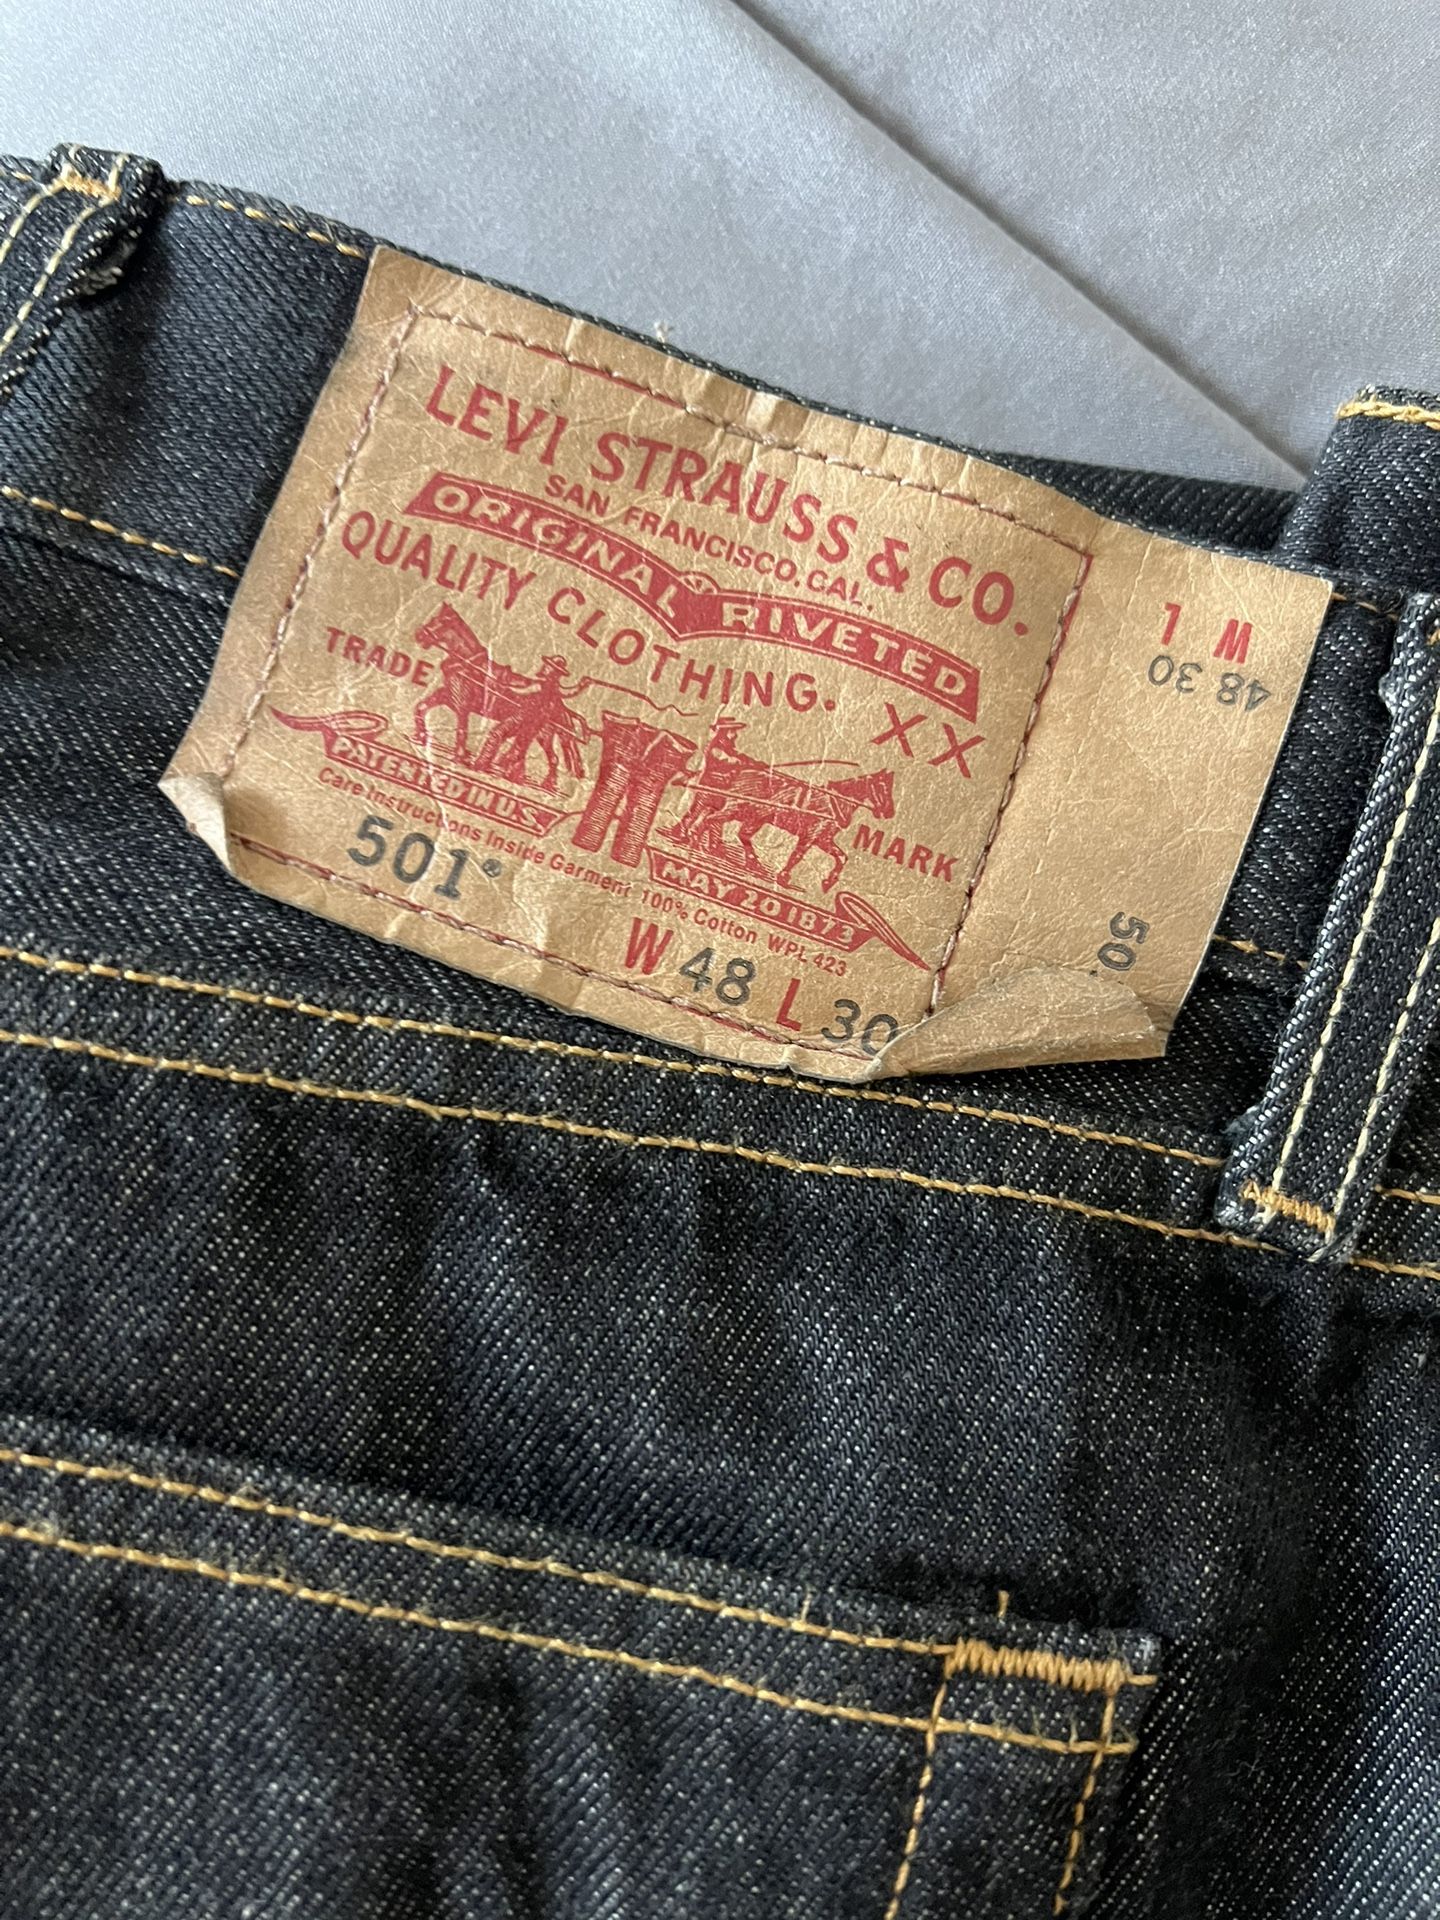 LEVI STRAUSS & CO.
SAN FRANCISCO, CAL.
ORIGINAL RIVETED
QUALITY CLOTHING.
XX
TRADE MARK
PATENTED IN U.S.
MAY 20 1873
Care Instructions Inside Garment 100% Cotton WPL 423
501®
W 48 L 30
1 M
48 30
50